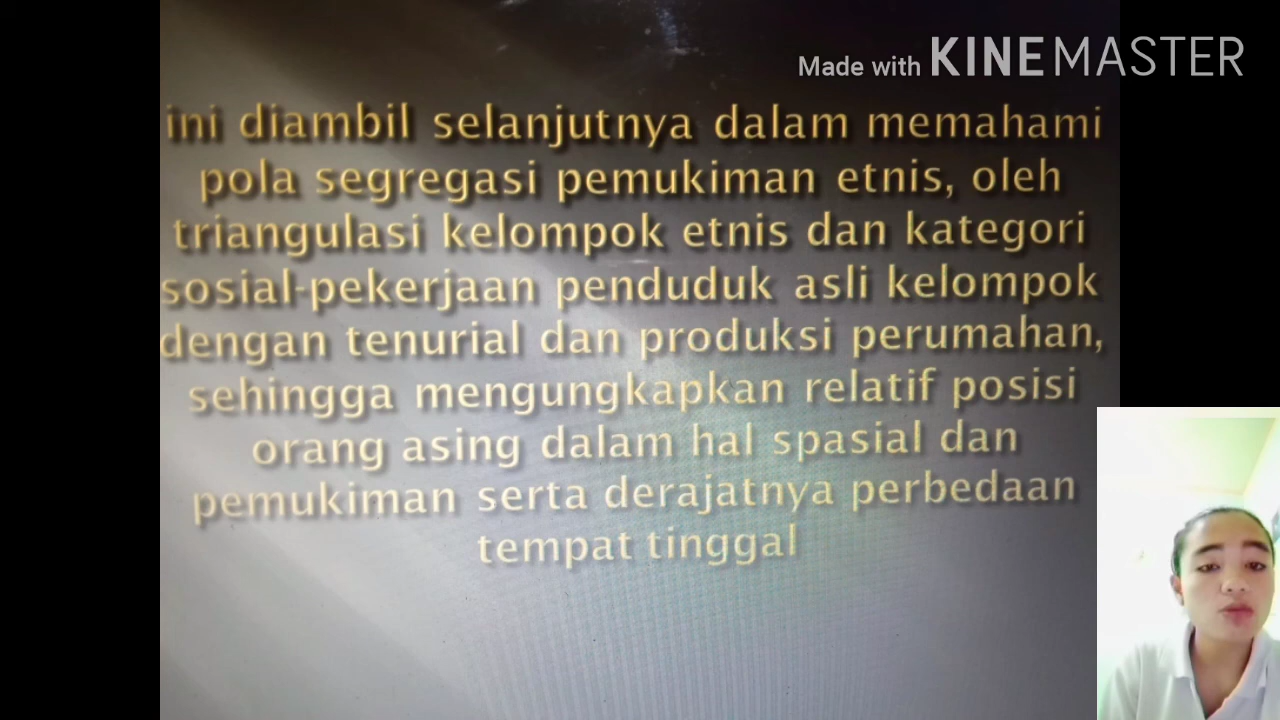 Made with KINEMASTER
ini diambil selanjutnya dalam memahami
pola segregasi pemukiman etnis, oleh
triangulasi kelompok etnis dan kategori
sosial-pekerjaan penduduk asli kelompok
dengan tenurial dan produksi perumahan,
sehingga mengungkapkan relatif posisi
orang asing dalam hal spasial dan
pemukiman serta derajatnya perbedaan
tempat tinggal